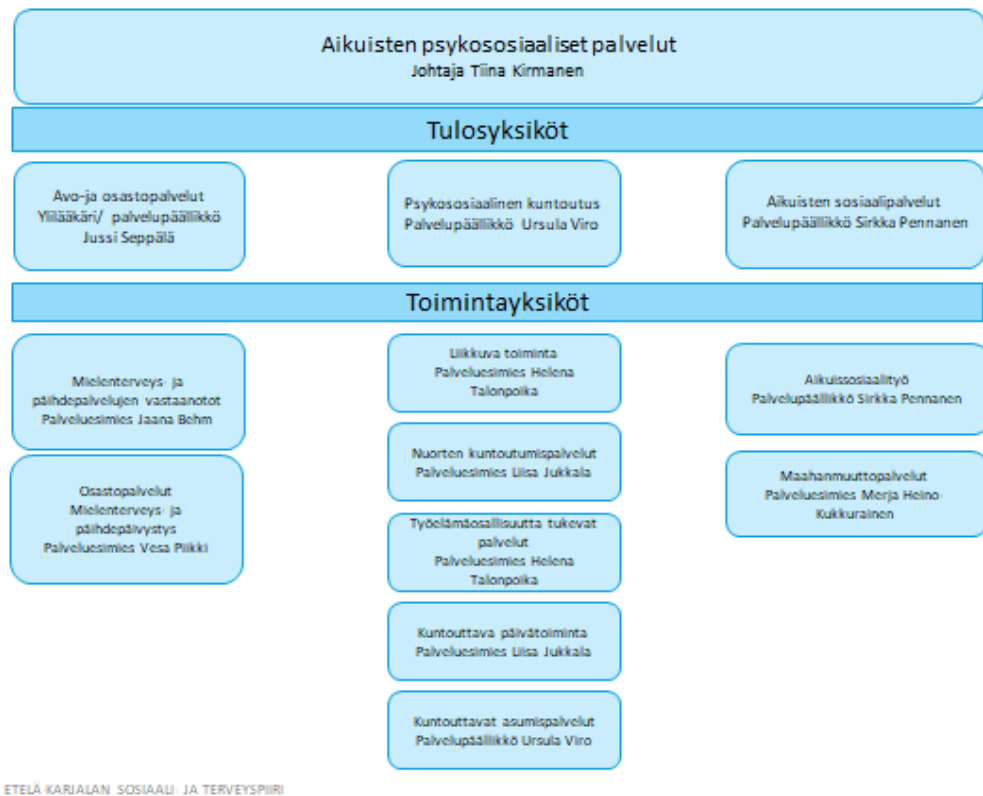 Aikuisten psykososiaaliset palvelut
Johtaja Tiina Kirmanen
Tulosyksiköt
Avo-ja osastopalvelut
Ylilääkäri/ palvelupäällikkö
Jussi Seppälä
Psykososiaalinen kuntoutus
Palvelupäällikkö Ursula Viro
Aikuisten sosiaalipalvelut
Palvelupäällikkö Sirkka Pennanen
Toimintayksiköt
Mielenterveys- ja
päihdepalvelujen vastaanotot
Palveluesimies Jaana Behm
Osastopalvelut
Mielenterveys- ja
päihdepäivystys
Palveluesimies Vesa Piikki
Liikkuva toiminta
Palveluesimies Helena
Talonpoika
Nuorten kuntoutumispalvelut
Palveluesimies Liisa Jukkala
Työelämäosallisuutta tukevat
palvelut
Palveluesimies Helena
Talonpoika
Kuntouttava päivätoiminta
Palveluesimies Liisa Jukkala
Kuntouttavat asumispalvelut
Palvelupäällikkö Ursula Viro
Aikuissosiaalityö
Palvelupäällikkö Sirkka Pennanen
Maahanmuuttopalvelut
Palveluesimies Merja Heino-
Kukkurainen
ETELÄ-KARJALAN SOSIAALI- JA TERVEYSPIIRI